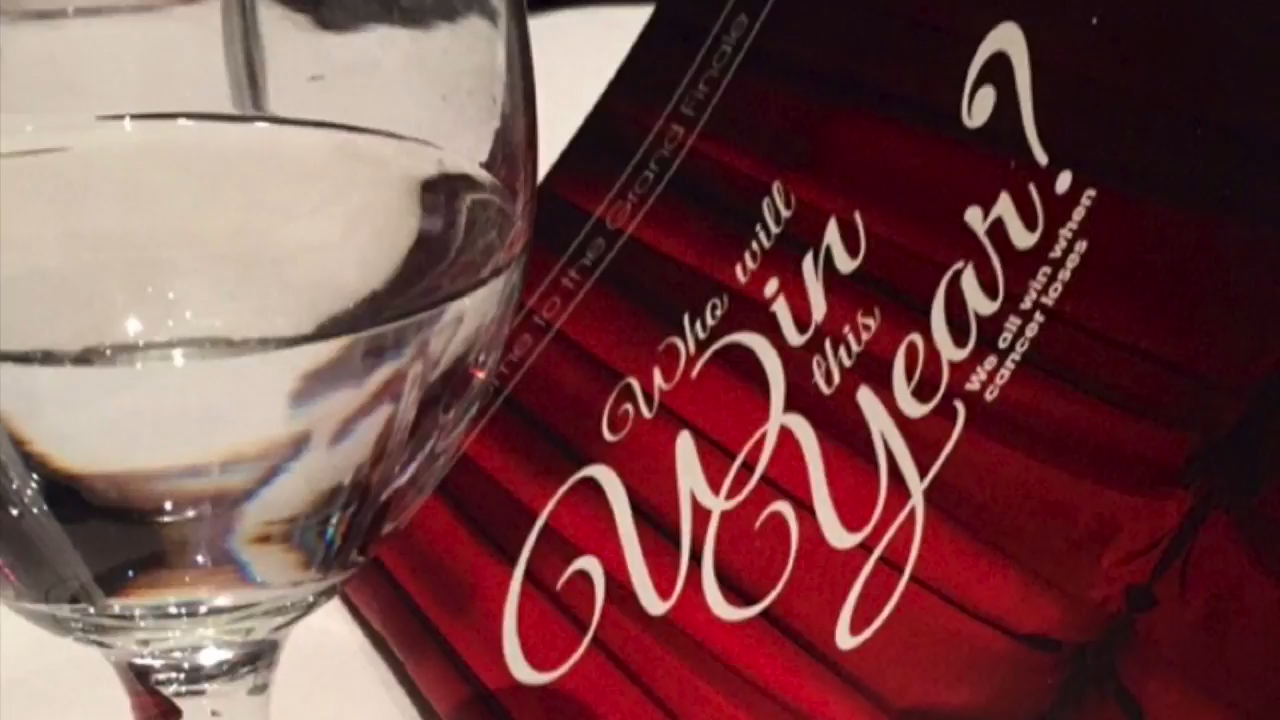 to the Grand Finale
Who will
Win
this
Year?
We all win when
cancer loses